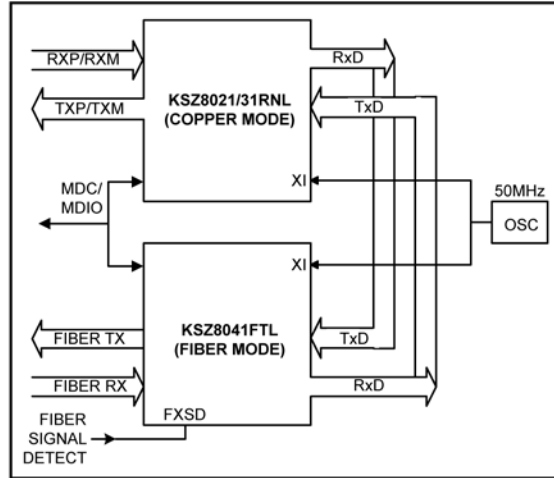 RXP/RXM
RxD
KSZ8021/31RNL
(COPPER MODE)
TXP/TXM
TxD
XI
MDC/
MDIO
50MHz
OSC
XI
KSZ8041FTL
(FIBER MODE)
FIBER TX
TxD
FIBER RX
RxD
FXSD
FIBER
SIGNAL
DETECT